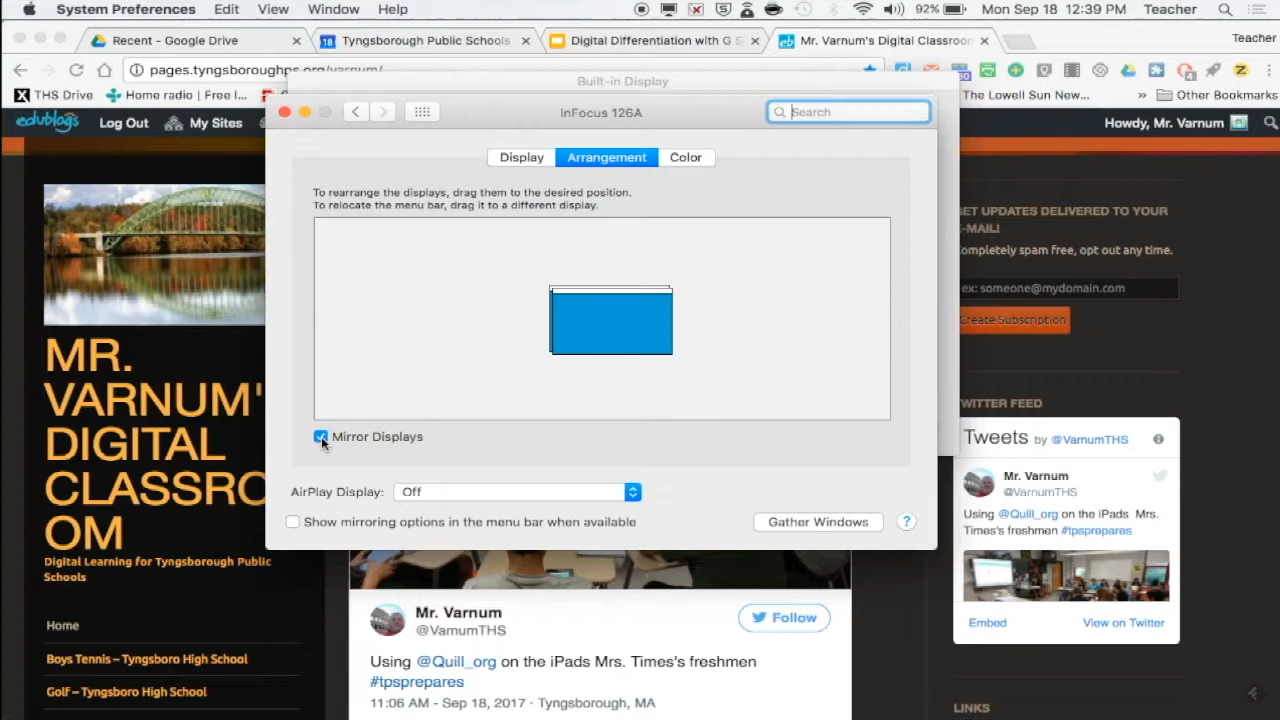 System Preferences Edit View Window Help 92% Mon Sep 18 12:39 PM Teacher
Recent – Google Drive
18 Tyngsborough Public Schools
Digital Differentiation with G S
Mr. Varnum's Digital Classroom
Teacher
pages.tyngsboroughps.org/varnum/
THS Drive
Home radio | Free I...
The Lowell Sun New...
» Other Bookmarks
edublogs Log Out My Sites
Howdy, Mr. Varnum
Built-in Display
InFocus 126A
Search
Display Arrangement Color
To rearrange the displays, drag them to the desired position.
To relocate the menu bar, drag it to a different display.
Mirror Displays
AirPlay Display: Off
Show mirroring options in the menu bar when available
Gather Windows ?
MR.
VARNUM'
DIGITAL
CLASSRO
OM
Digital Learning for Tyngsborough Public
Schools
Home
Boys Tennis – Tyngsboro High School
Golf – Tyngsboro High School
Mr. Varnum
@VarnumTHS
Follow
Using @Quill_org on the iPads Mrs. Times's freshmen
#tpsprepares
11:06 AM - Sep 18, 2017 · Tyngsborough, MA
GET UPDATES DELIVERED TO YOUR
E-MAIL!
Completely spam free, opt out any time.
ex: someone@mydomain.com
Create Subscription
TWITTER FEED
Tweets by @VarnumTHS
Mr. Varnum
@VarnumTHS
Using @Quill_org on the iPads Mrs.
Times's freshmen #tpsprepares
Embed View on Twitter
LINKS